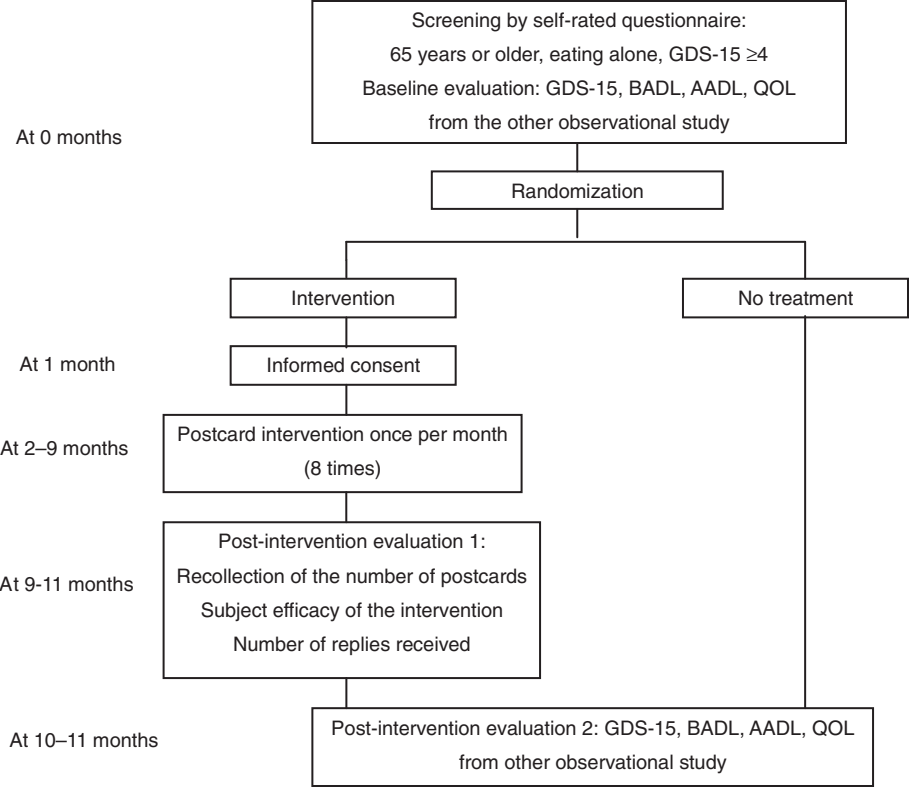 Screening by self-rated questionnaire:
65 years or older, eating alone, GDS-15 ≥4
Baseline evaluation: GDS-15, BADL, AADL, QOL
from the other observational study
At 0 months
Randomization
Intervention
No treatment
At 1 month
Informed consent
At 2–9 months
Postcard intervention once per month
(8 times)
Post-intervention evaluation 1:
Recollection of the number of postcards
At 9-11 months
Subject efficacy of the intervention
Number of replies received
At 10–11 months
Post-intervention evaluation 2: GDS-15, BADL, AADL, QOL
from other observational study